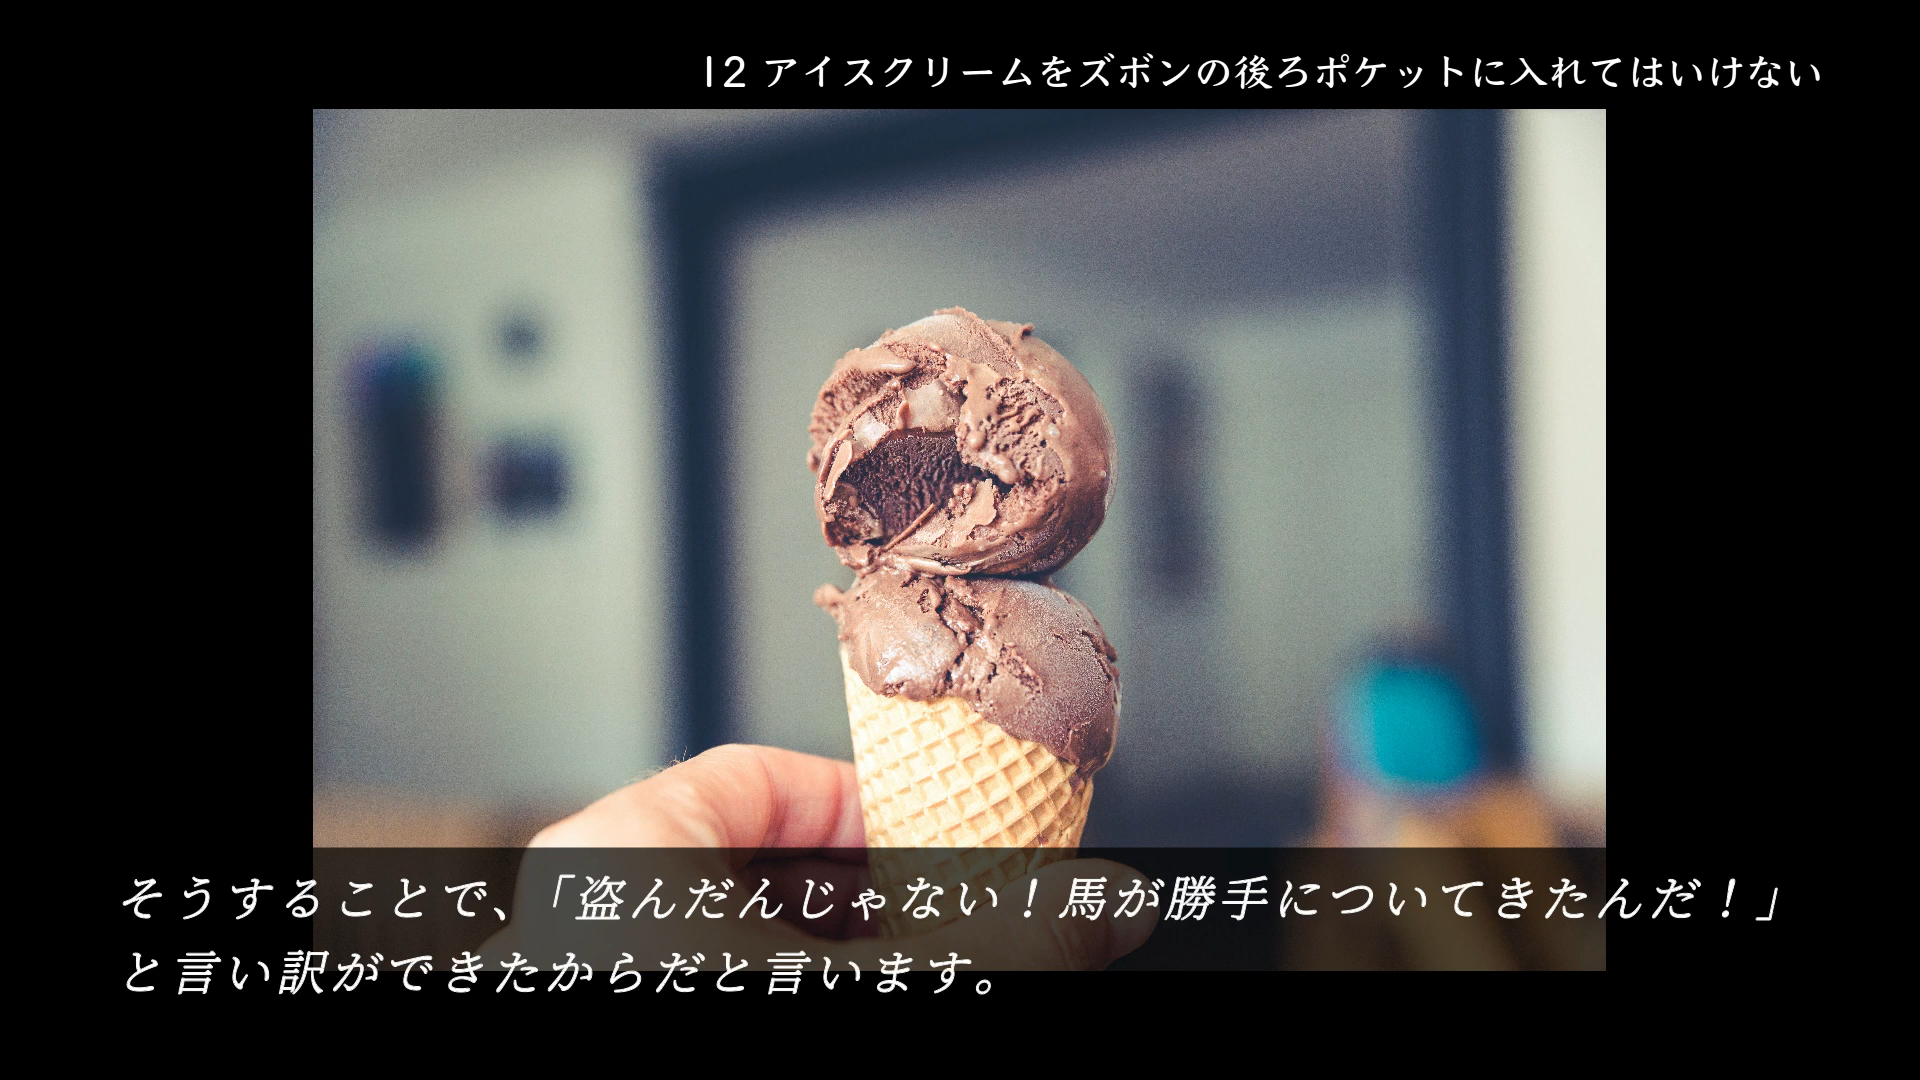 12 アイスクリームをズボンの後ろポケットに入れてはいけない
そうすることで、「盗んだんじゃない！馬が勝手についてきたんだ！」
と言い訳ができたからだと言います。